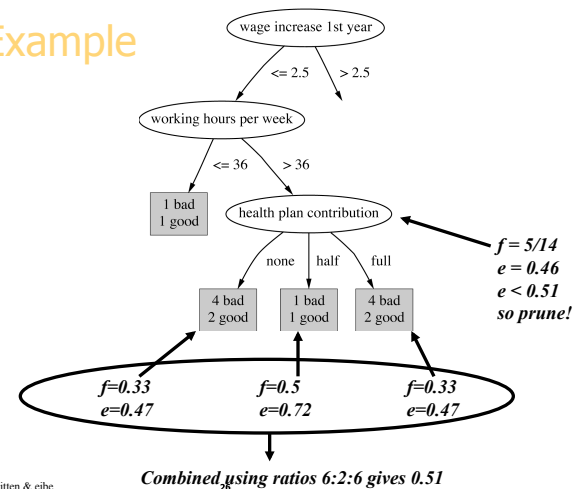 Example
wage increase 1st year
<= 2.5
> 2.5
working hours per week
<= 36
> 36
1 bad
1 good
health plan contribution
f = 5/14
e = 0.46
e < 0.51
so prune!
none
half
full
4 bad
2 good
1 bad
1 good
4 bad
2 good
f=0.33
e=0.47
f=0.5
e=0.72
f=0.33
e=0.47
Combined using ratios 6:2:6 gives 0.51
itten & eibe
26